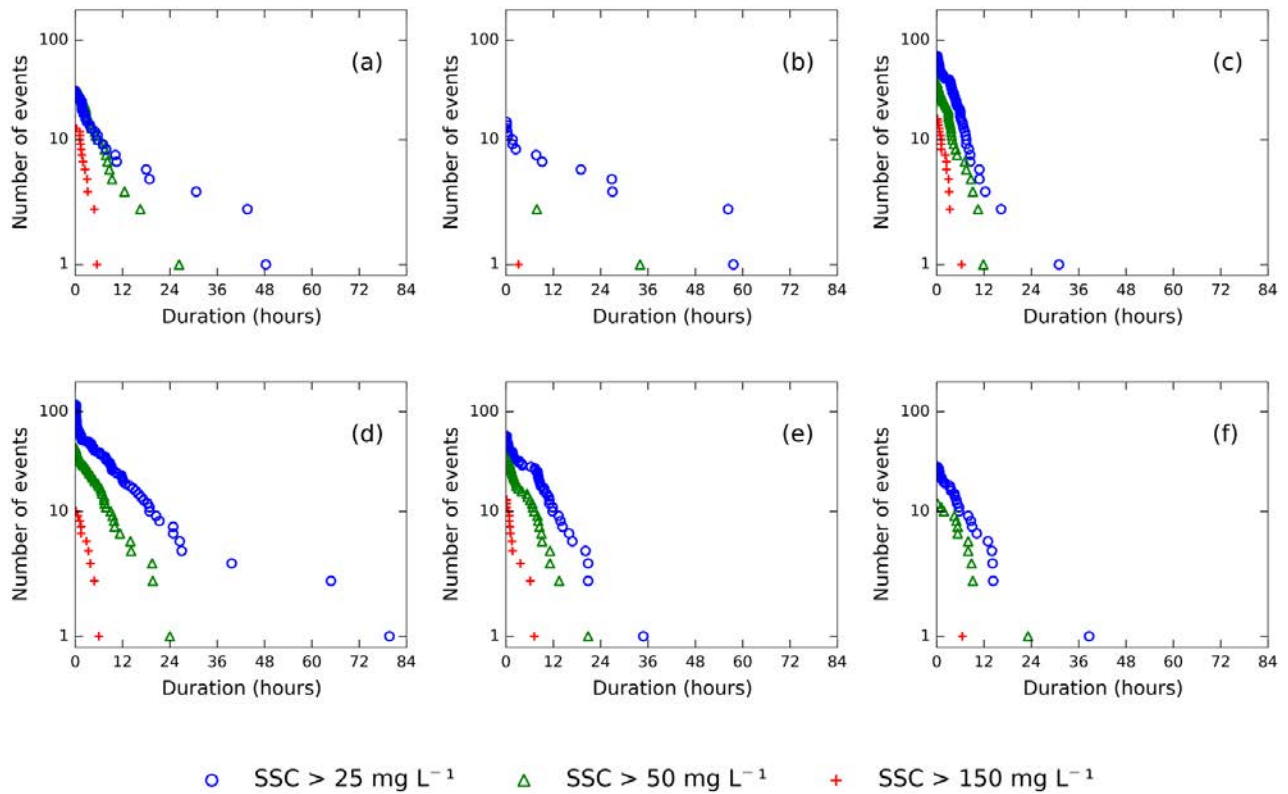 (a) (b) (c)
Number of events Number of events Number of events
100 100 100
10 10 10
1 1 1
0 12 24 36 48 60 72 84 0 12 24 36 48 60 72 84 0 12 24 36 48 60 72 84
Duration (hours) Duration (hours) Duration (hours)
(d) (e) (f)
Number of events Number of events Number of events
100 100 100
10 10 10
1 1 1
0 12 24 36 48 60 72 84 0 12 24 36 48 60 72 84 0 12 24 36 48 60 72 84
Duration (hours) Duration (hours) Duration (hours)
SSC > 25 mg L⁻¹ SSC > 50 mg L⁻¹ SSC > 150 mg L⁻¹